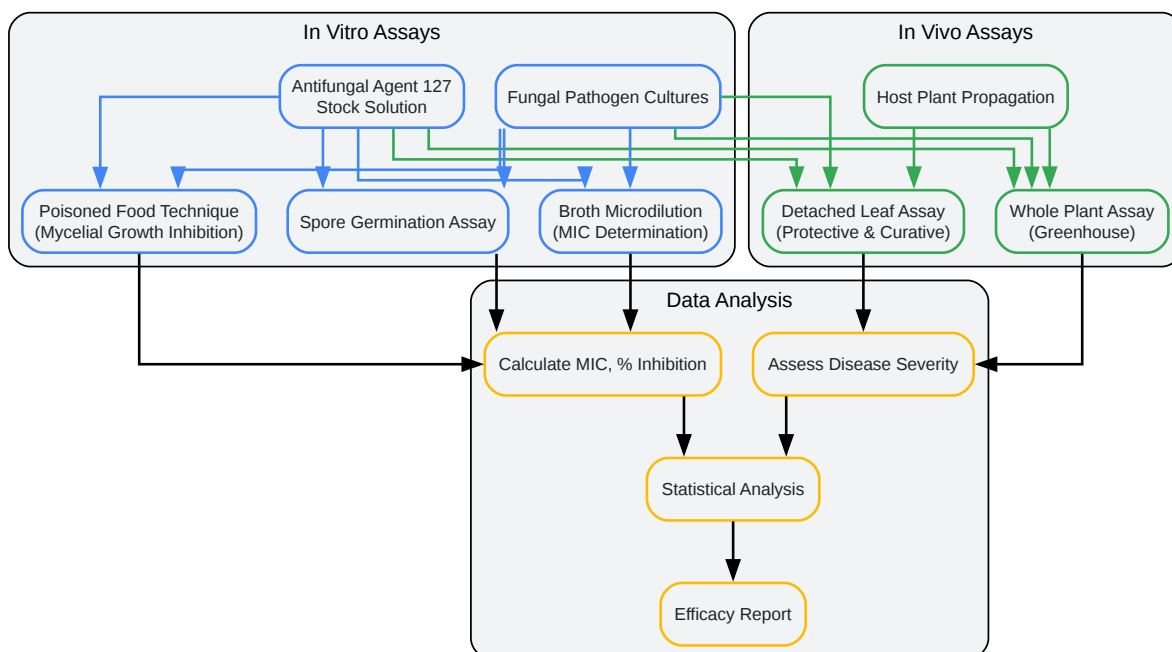 In Vitro Assays
In Vivo Assays
Antifungal Agent 127
Stock Solution
Fungal Pathogen Cultures
Host Plant Propagation
Poisoned Food Technique
(Mycelial Growth Inhibition)
Spore Germination Assay
Broth Microdilution
(MIC Determination)
Detached Leaf Assay
(Protective & Curative)
Whole Plant Assay
(Greenhouse)
Data Analysis
Calculate MIC, % Inhibition
Assess Disease Severity
Statistical Analysis
Efficacy Report